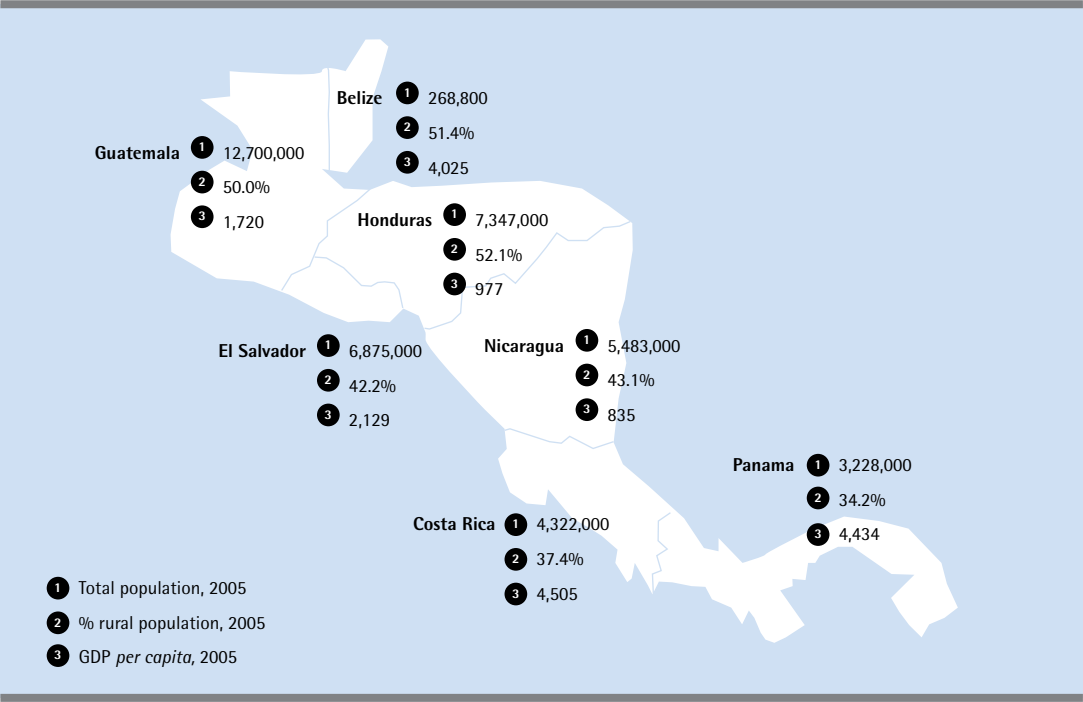 Belize 1 268,800
2 51.4%
3 4,025
Guatemala 1 12,700,000
2 50.0%
3 1,720
Honduras 1 7,347,000
2 52.1%
3 977
El Salvador 1 6,875,000
2 42.2%
3 2,129
Nicaragua 1 5,483,000
2 43.1%
3 835
Panama 1 3,228,000
2 34.2%
3 4,434
Costa Rica 1 4,322,000
2 37.4%
3 4,505
1 Total population, 2005
2 % rural population, 2005
3 GDP per capita, 2005